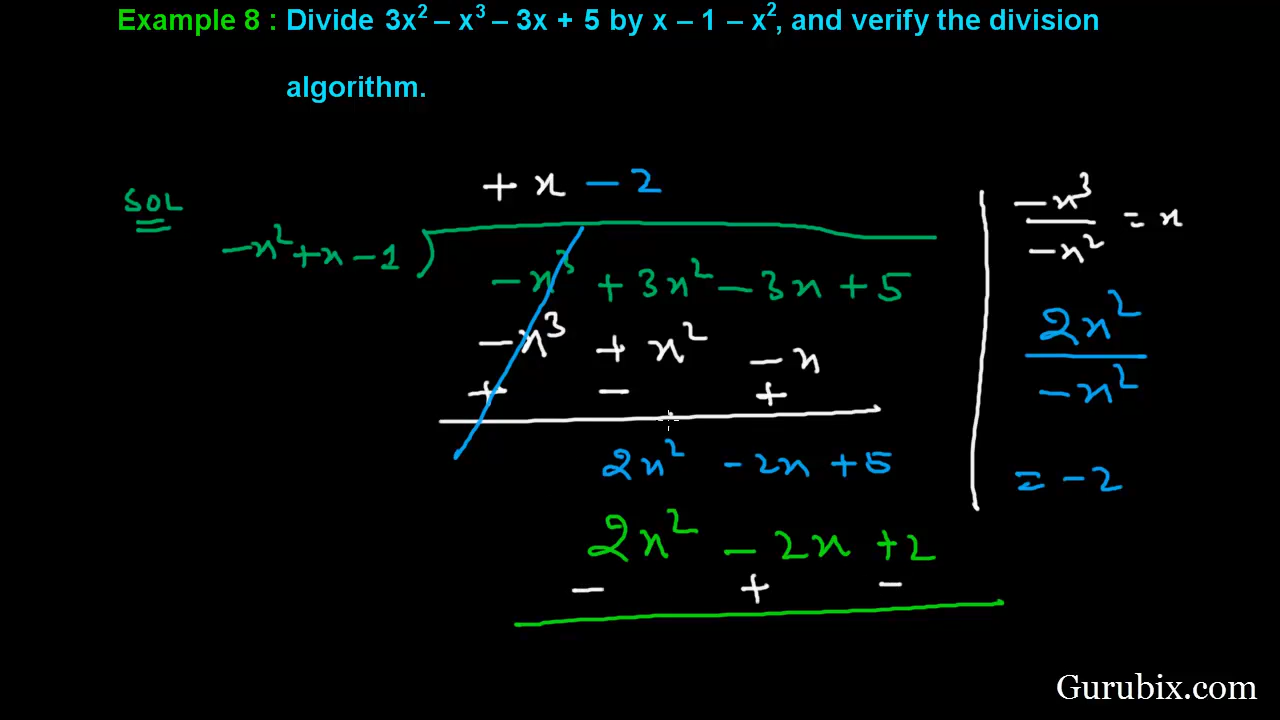 Example 8 : Divide 3x² – x³ – 3x + 5 by x – 1 – x², and verify the division
algorithm.
+ x – 2
SOL
–x² + x – 1 ) –x³ + 3x² – 3x + 5
–x³ + x² – x
+ – +
2x² – 2x + 5
2x² – 2x + 2
– + –
–x³ / –x² = x
2x² / –x²
= –2
Gurubix.com